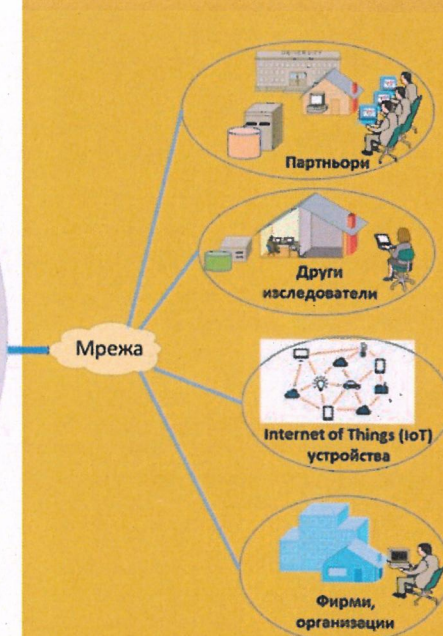 Партньори
Други
изследователи
Мрежа
Internet of Things (IoT)
устройства
Фирми,
организации